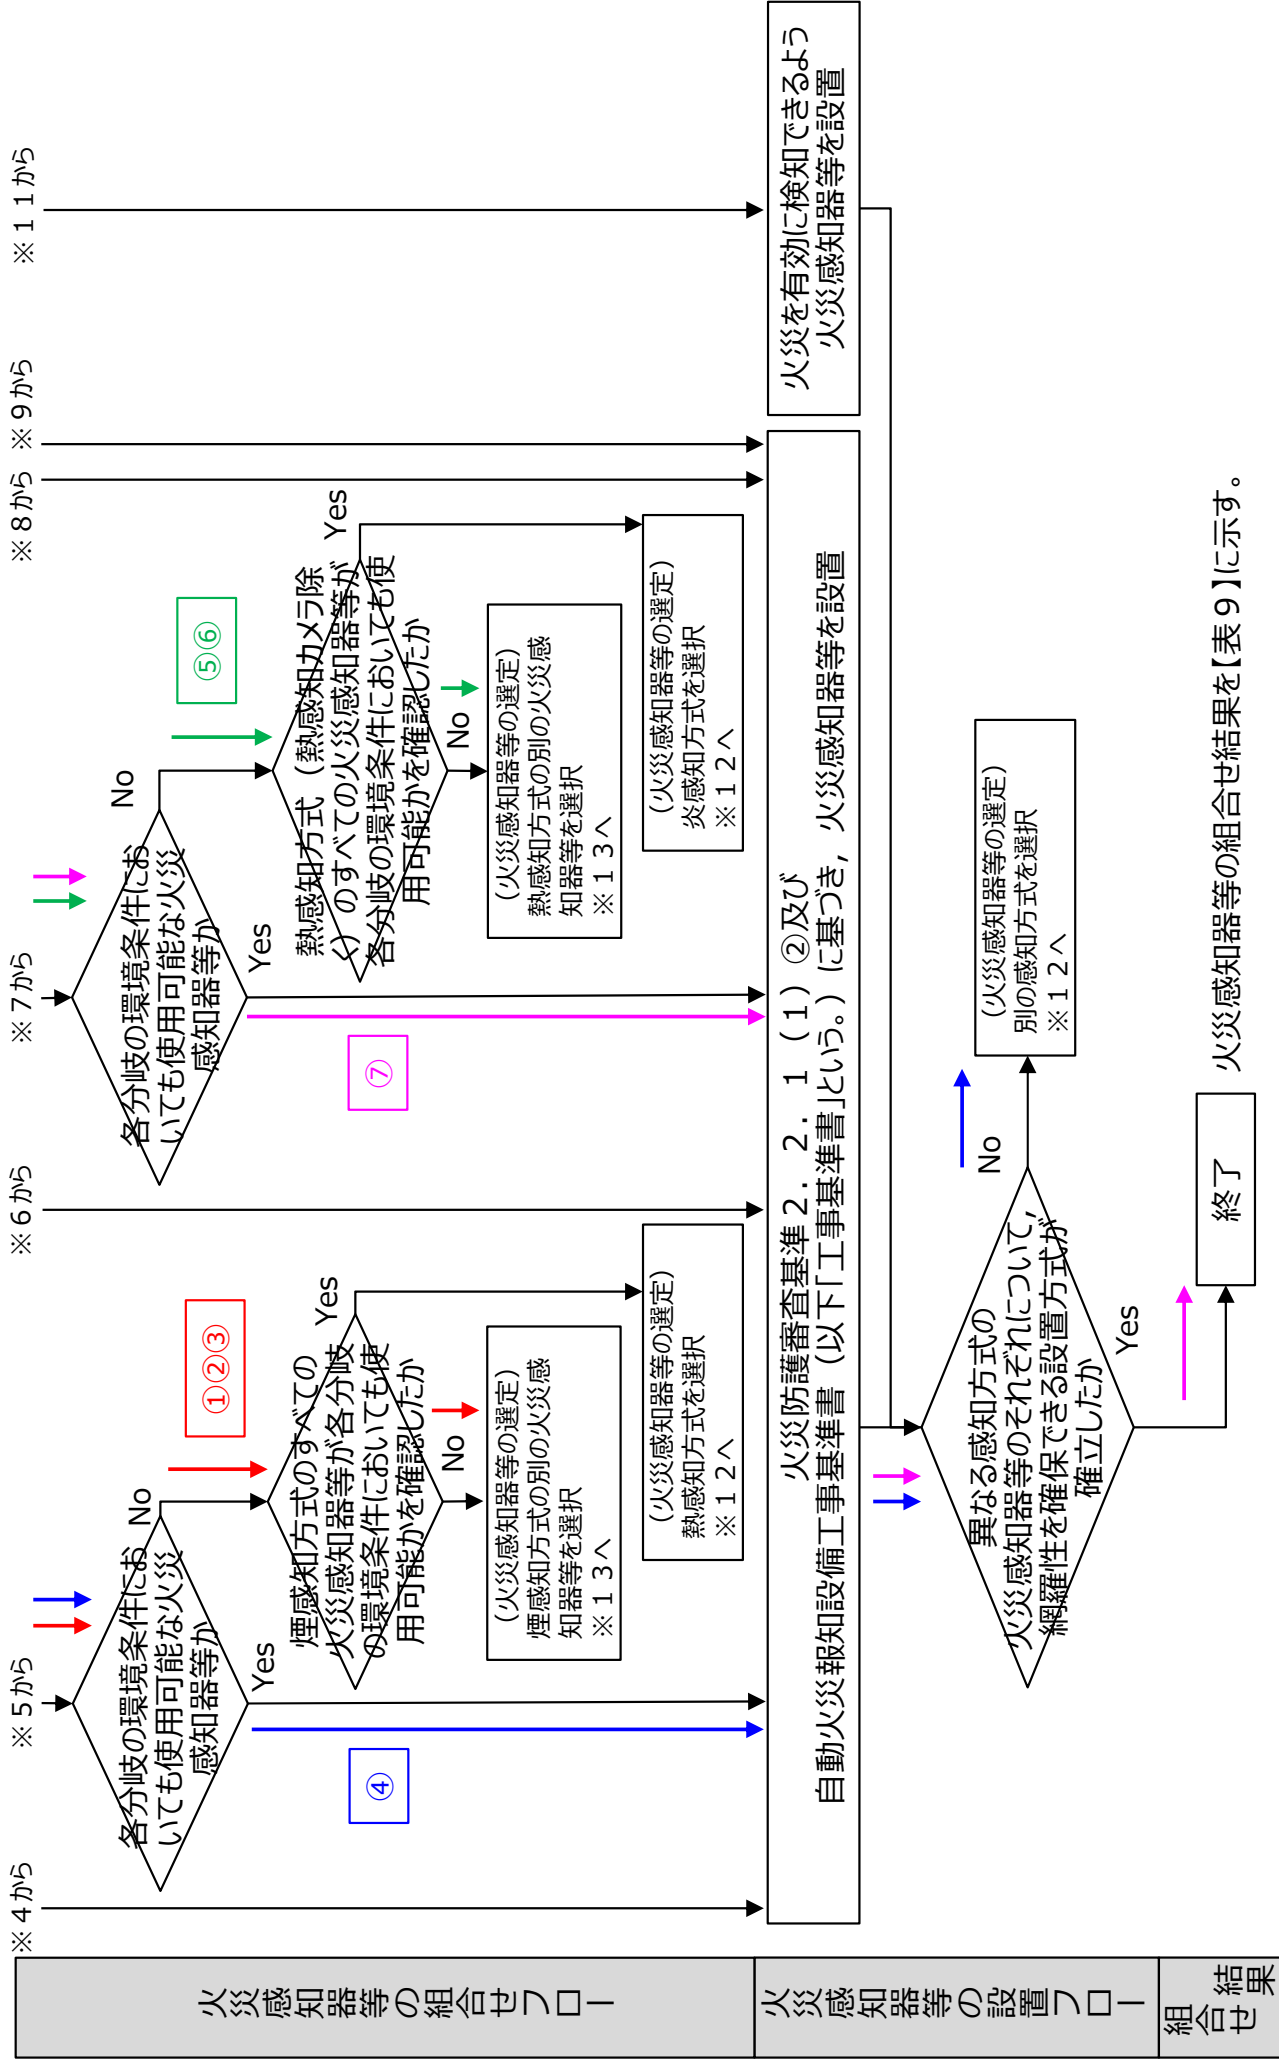 火災感知器等の組合せフロー
※４から
※５から
※６から
※７から
※８から
※９から
※１１から
各分岐の環境条件にお
いても使用可能な火災
感知器等か
No
Yes
①②③
④
煙感知方式のすべての
火災感知器等が各分岐
の環境条件においても使
用可能かを確認したか
Yes
No
（火災感知器等の選定）
煙感知方式の別の火災感
知器等を選択
※１３へ
（火災感知器等の選定）
熱感知方式を選択
※１２へ
各分岐の環境条件にお
いても使用可能な火災
感知器等か
No
Yes
⑤⑥
⑦
熱感知方式（熱感知カメラ除
く）のすべての火災感知器等が
各分岐の環境条件においても使
用可能かを確認したか
Yes
No
（火災感知器等の選定）
熱感知方式の別の火災感
知器等を選択
※１３へ
（火災感知器等の選定）
炎感知方式を選択
※１２へ
火災感知器等の設置フロー
火災防護審査基準２．２．１（１）②及び
自動火災報知設備工事基準書（以下「工事基準書」という。）に基づき，火災感知器等を設置
火災を有効に検知できるよう
火災感知器等を設置
異なる感知方式の
火災感知器等のそれぞれについて，
網羅性を確保できる設置方式が
確立したか
No
Yes
（火災感知器等の選定）
別の感知方式を選択
※１２へ
組合せ
結果
終了
火災感知器等の組合せ結果を【表９】に示す。